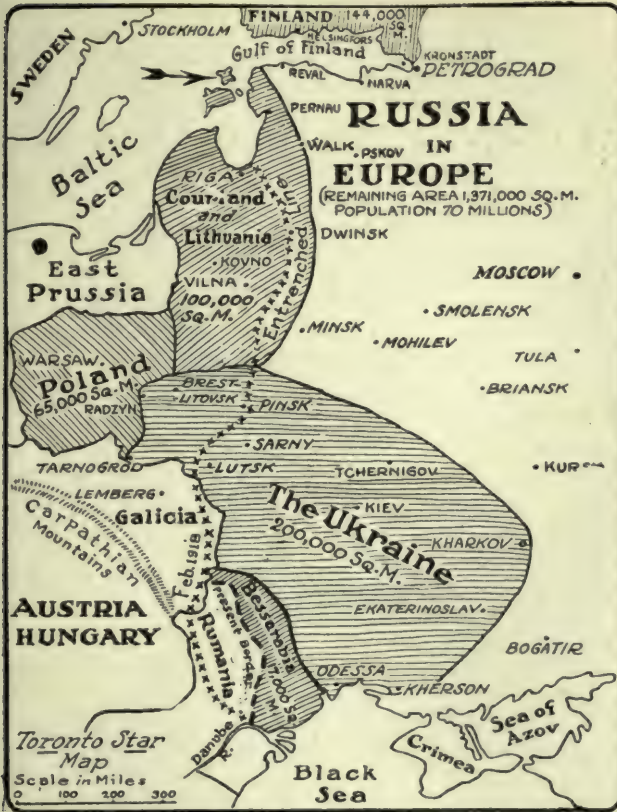 FINLAND 144,000 SQ. M.
HELSINGFORS
Gulf of Finland
STOCKHOLM
SWEDEN
KRONSTADT
PETROGRAD
REVAL
NARVA
PERNAU
RUSSIA
IN
EUROPE
(REMAINING AREA 1,371,000 SQ.M.
POPULATION 70 MILLIONS)
WALK
PSKOV
Baltic
Sea
RIGA
Courland
and
Lithuania
Entrenched Line
DWINSK
KOVNO
VILNA
100,000
SQ. M.
East
Prussia
MOSCOW
SMOLENSK
MINSK
MOHILEV
TULA
WARSAW
Poland
65,000 SQ. M.
RADZYN
BREST-
LITOVSK
PINSK
BRIANSK
SARNY
TARNOGROD
LUTSK
TCHERNIGOV
LEMBERG
Galicia
Carpathian
Mountains
KIEV
The Ukraine
200,000 SQ. M.
KHARKOV
Feb. 1918
AUSTRIA
HUNGARY
Bessarabia
Present Border
Rumania
EKATERINOSLAV
BOGATIR
ODESSA
KHERSON
Sea of
Azov
Crimea
Danube
R.
Black
Sea
Toronto Star
Map
Scale in Miles
0 100 200 300